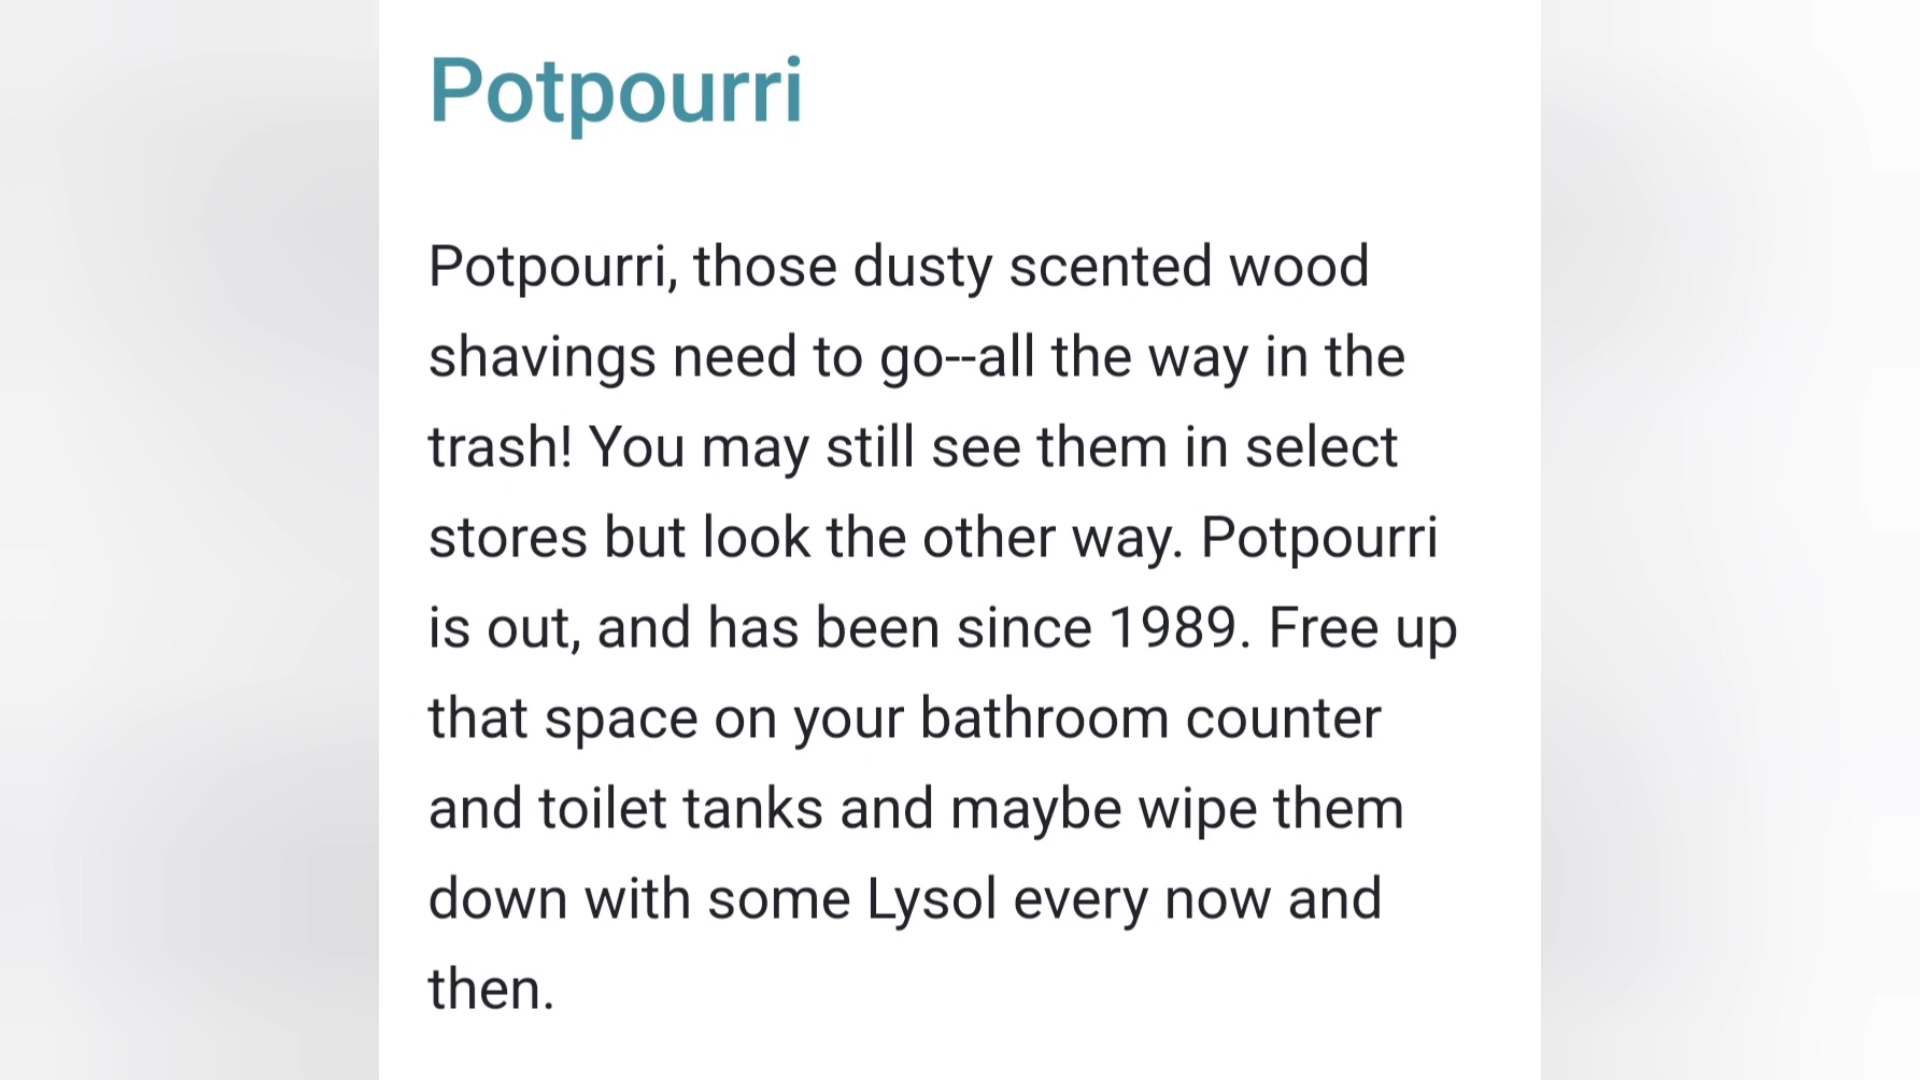 Potpourri
Potpourri, those dusty scented wood
shavings need to go--all the way in the
trash! You may still see them in select
stores but look the other way. Potpourri
is out, and has been since 1989. Free up
that space on your bathroom counter
and toilet tanks and maybe wipe them
down with some Lysol every now and
then.